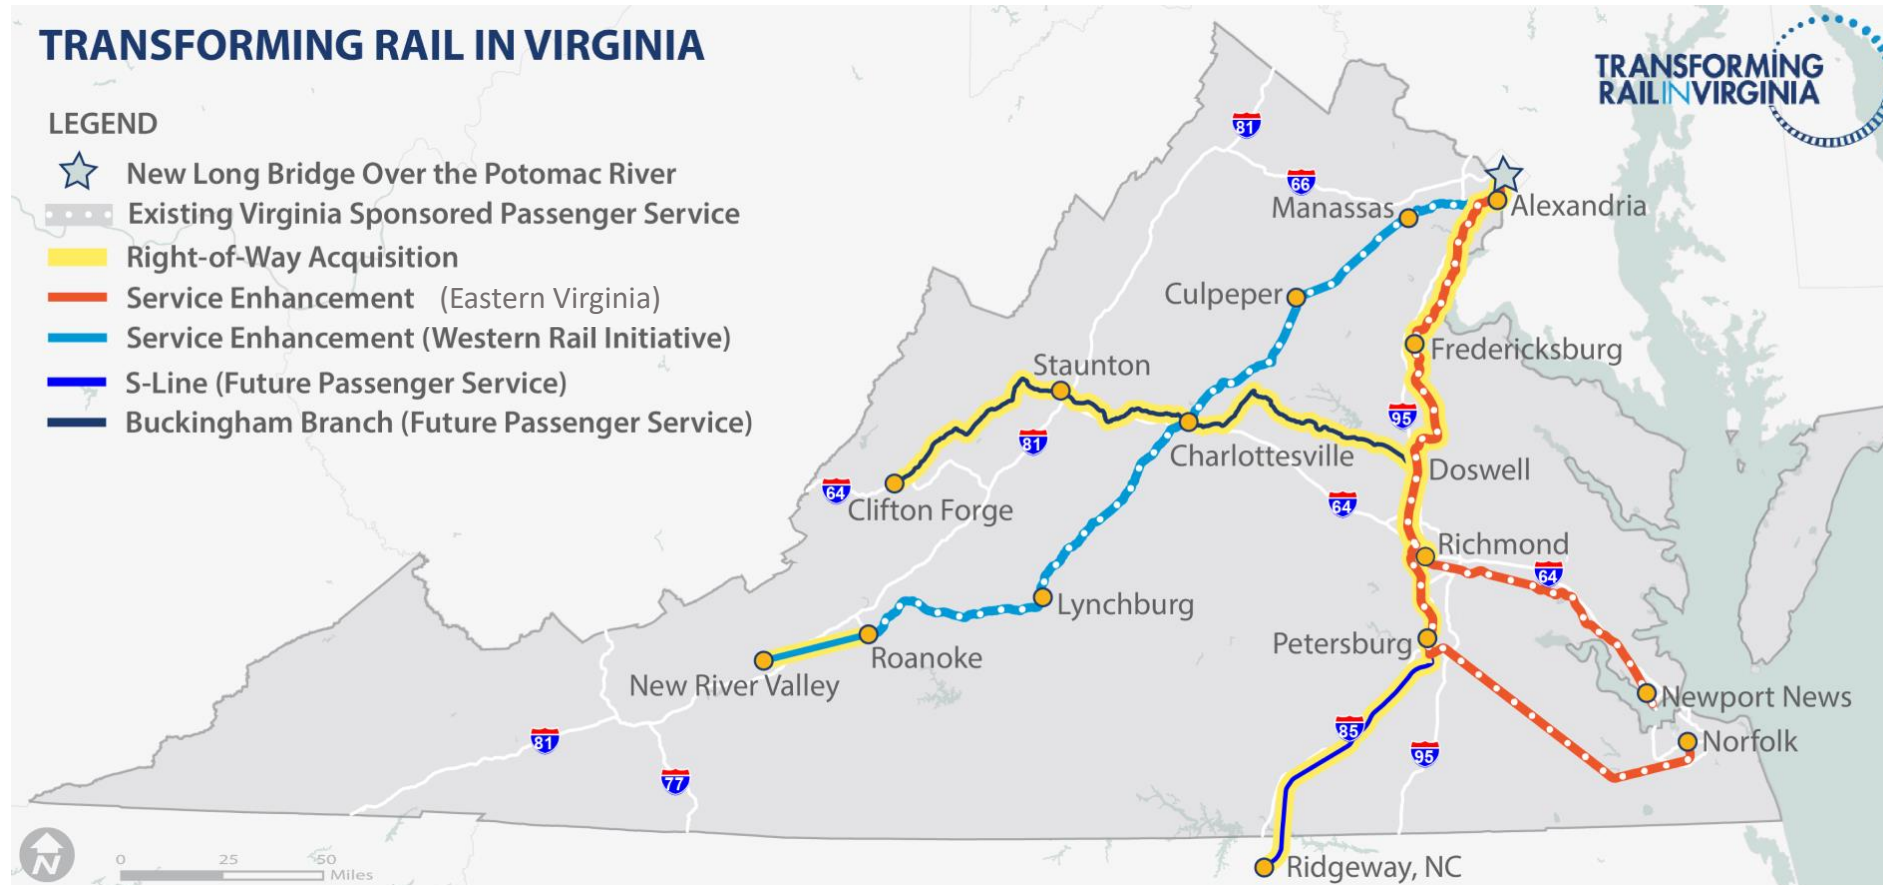 TRANSFORMING RAIL IN VIRGINIA
TRANSFORMING
RAILINVIRGINIA
LEGEND
New Long Bridge Over the Potomac River
Existing Virginia Sponsored Passenger Service
Right-of-Way Acquisition
Service Enhancement (Eastern Virginia)
Service Enhancement (Western Rail Initiative)
S-Line (Future Passenger Service)
Buckingham Branch (Future Passenger Service)
81
66
Manassas
Alexandria
Culpeper
Fredericksburg
Staunton
95
81
Charlottesville
Doswell
64
Clifton Forge
64
Richmond
64
Lynchburg
Petersburg
Roanoke
New River Valley
Newport News
85
95
Norfolk
81
77
N
0 25 50
Miles
Ridgeway, NC